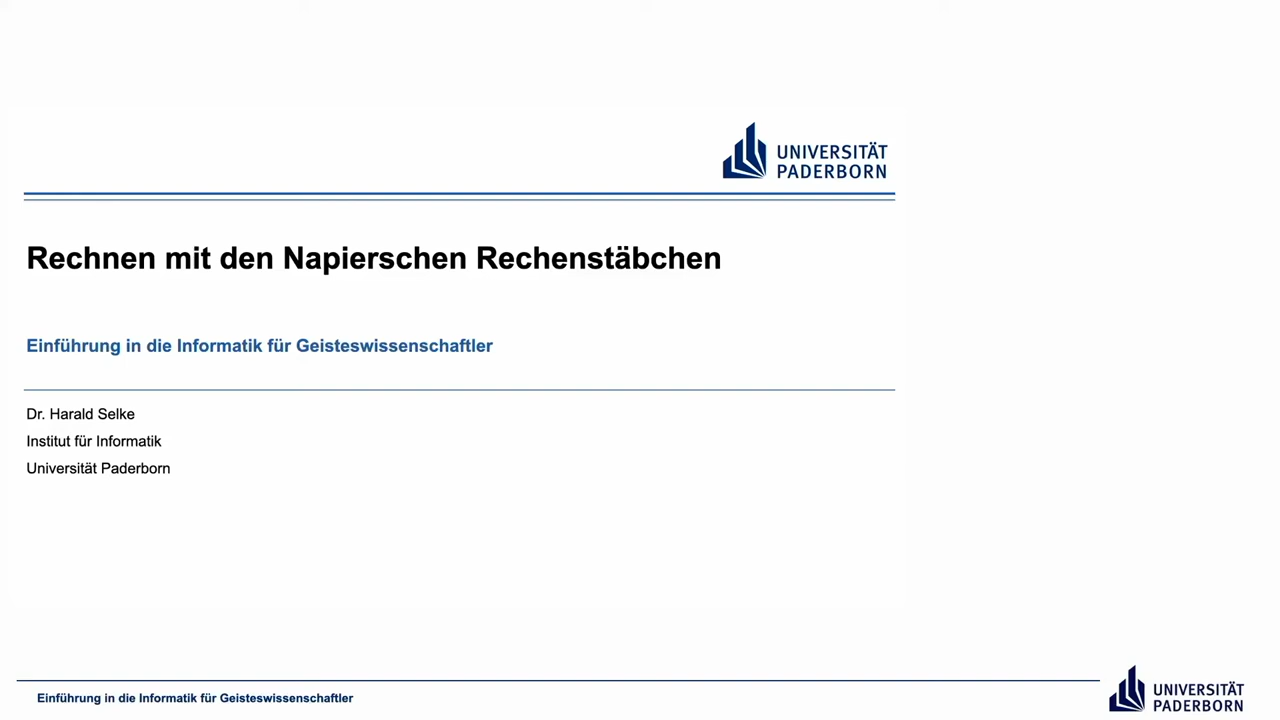 UNIVERSITÄT
PADERBORN
Rechnen mit den Napierschen Rechenstäbchen
Einführung in die Informatik für Geisteswissenschaftler
Dr. Harald Selke
Institut für Informatik
Universität Paderborn
Einführung in die Informatik für Geisteswissenschaftler
UNIVERSITÄT
PADERBORN